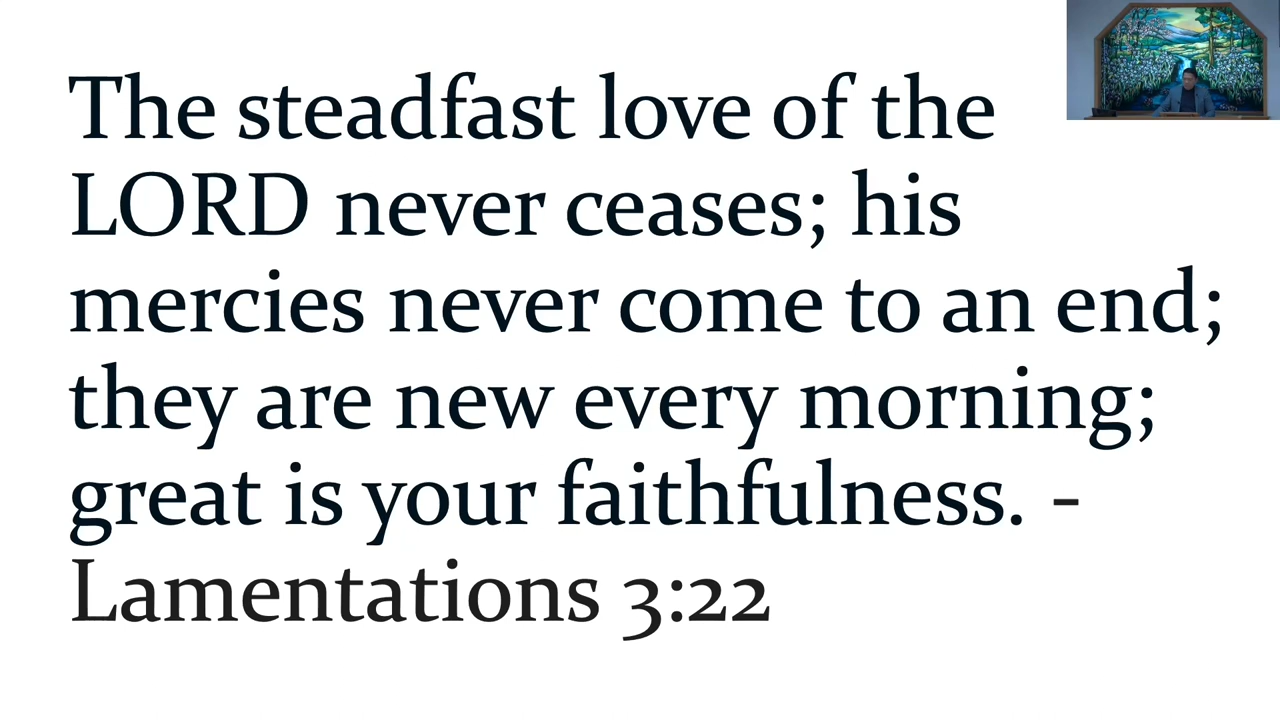 The steadfast love of the
LORD never ceases; his
mercies never come to an end;
they are new every morning;
great is your faithfulness. -
Lamentations 3:22